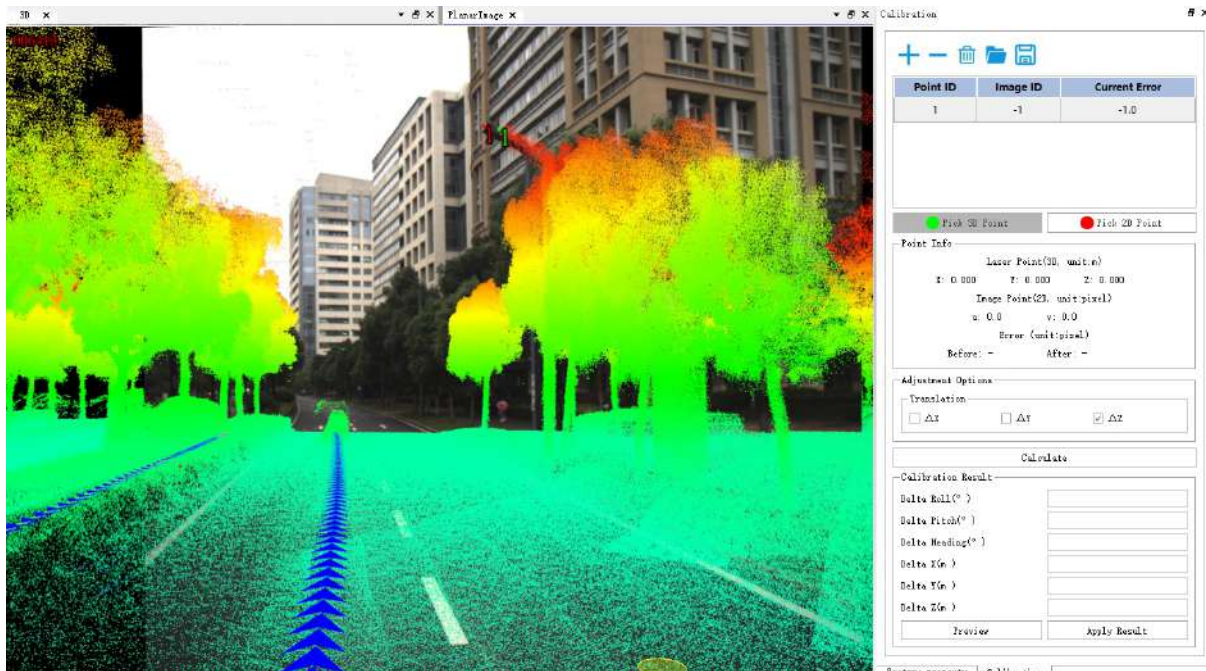 3D
PlanarImage
Calibration
1 1
Point ID Image ID Current Error
1 -1 -1.0
Pick 3D Point Pick 2D Point
Point Info
Laser Point(3D, unit:m)
X: 0.000 Y: 0.000 Z: 0.000
Image Point(2D, unit:pixel)
u: 0.0 v: 0.0
Error (unit:pixel)
Before: - After: -
Adjustment Options
Translation
△X △Y △Z
Calculate
Calibration Result
Delta Roll(°)
Delta Pitch(°)
Delta Heading(°)
Delta X(m)
Delta Y(m)
Delta Z(m)
Preview Apply Result